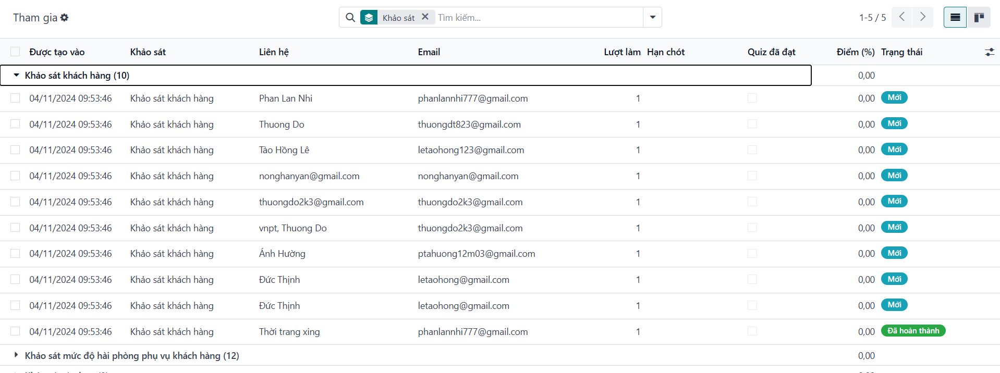 Tham gia
Khảo sát Tìm kiếm...
1-5 / 5
Được tạo vào Khảo sát Liên hệ Email Lượt làm Hạn chót Quiz đã đạt Điểm (%) Trạng thái
Khảo sát khách hàng (10) 0,00
04/11/2024 09:53:46 Khảo sát khách hàng Phan Lan Nhi phanlannhi777@gmail.com 1 0,00 Mới
04/11/2024 09:53:46 Khảo sát khách hàng Thuong Do thuongdt823@gmail.com 1 0,00 Mới
04/11/2024 09:53:46 Khảo sát khách hàng Tào Hồng Lê letaohong123@gmail.com 1 0,00 Mới
04/11/2024 09:53:46 Khảo sát khách hàng nonghanyan@gmail.com nonghanyan@gmail.com 1 0,00 Mới
04/11/2024 09:53:46 Khảo sát khách hàng thuongdo2k3@gmail.com thuongdo2k3@gmail.com 1 0,00 Mới
04/11/2024 09:53:46 Khảo sát khách hàng vnpt, Thuong Do thuongdo2k3@gmail.com 1 0,00 Mới
04/11/2024 09:53:46 Khảo sát khách hàng Ánh Hường ptahuong12m03@gmail.com 1 0,00 Mới
04/11/2024 09:53:46 Khảo sát khách hàng Đức Thịnh letaohong@gmail.com 1 0,00 Mới
04/11/2024 09:53:46 Khảo sát khách hàng Đức Thịnh letaohong@gmail.com 1 0,00 Mới
04/11/2024 09:53:46 Khảo sát khách hàng Thời trang xing phanlannhi777@gmail.com 1 0,00 Đã hoàn thành
Khảo sát mức độ hài phòng phụ vụ khách hàng (12) 0,00